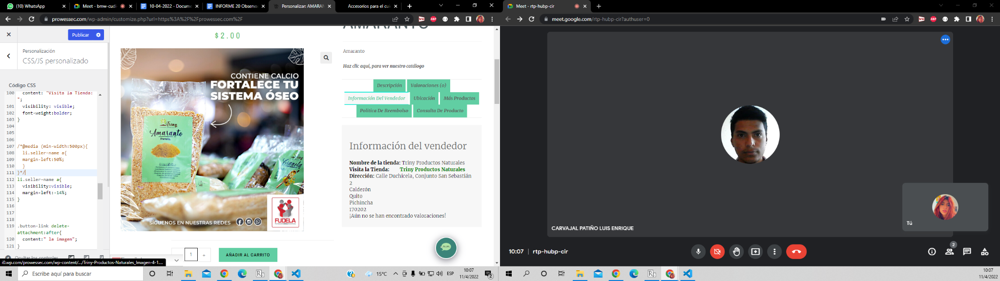 (10) WhatsApp
Meet - bmw-cudi
10-04-2022 - Docume
INFORME 20 Observa
Personalizar: AMARAN
Accesorios para el cui
prowessec.com/wp-admin/customize.php?url=https%3A%2F%2Fprowessec.com%2F
Publicar
Personalización
CSS/JS personalizado
Código CSS
100 content: "Visita la Tienda:
";
101 visibility: visible;
102 font-weight:bolder;
103 }
104
105
106
107 /*@media (min-width:500px){
108 li.seller-name a{
109 margin-left:50%;
110 }
111 }*/
112 li.seller-name a{
113 visibility:visible;
114 margin-left:-14%;
115 }
116
117
118
119 .button-link delete-
attachment:after{
120 content:" la imagen";
121 }
Ocultar los controles
i0.wp.com/prowessec.com/wp-content/.../Triny-Productos-Naturales_Imagen-4-1....
$2.00
CONTIENE CALCIO
FORTALECE TU
SISTEMA ÓSEO
Triny
Amaranto
Panela
Triny
Granola
SÍGUENOS EN NUESTRAS REDES
FUDELA
1
+
AÑADIR AL CARRITO
AMARANTO
Amaranto
Haz clic aquí, para ver nuestro catálogo
Descripción
Valoraciones (0)
Información Del Vendedor
Ubicación
Más Productos
Política De Reembolso
Consulta De Producto
Información del vendedor
Nombre de la tienda: Triny Productos Naturales
Visita la Tienda: Triny Productos Naturales
Dirección: Calle Duchicela, Conjunto San Sebastián
2
Calderón
Quito
Pichincha
170202
¡Aún no se han encontrado valoraciones!
Escribe aquí para buscar
15°C
ESP
10:07
11/4/2022
2
Meet - rtp-hubp-cir
meet.google.com/rtp-hubp-cir?authuser=0
CARVAJAL PATIÑO LUIS ENRIQUE
Tú
10:07 | rtp-hubp-cir
2
10:07
11/4/2022